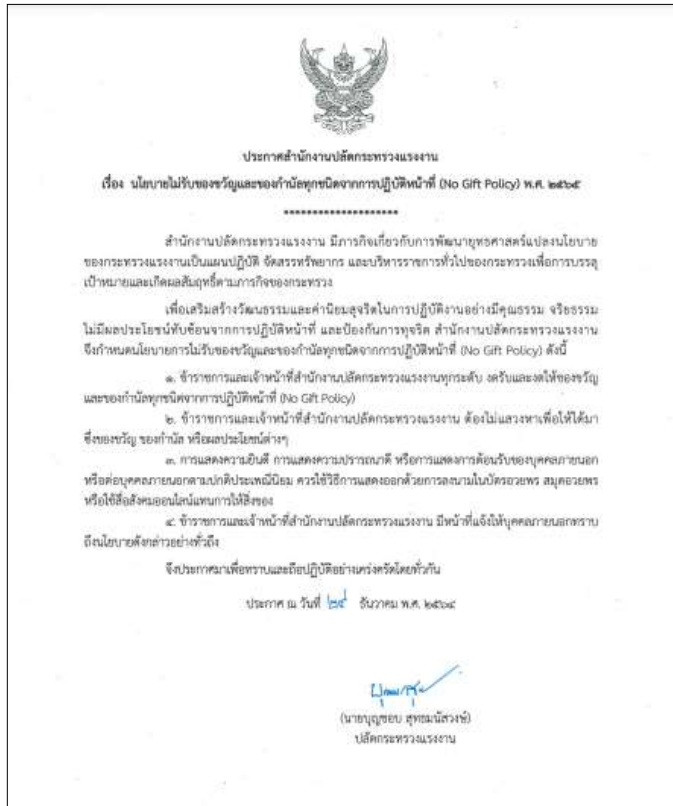 ประกาศสำนักงานปลัดกระทรวงแรงงาน
เรื่อง นโยบายไม่รับของขวัญและของกำนัลทุกชนิดจากการปฏิบัติหน้าที่ (No Gift Policy) พ.ศ. ๒๕๖๕
********************
สำนักงานปลัดกระทรวงแรงงาน มีภารกิจเกี่ยวกับการพัฒนายุทธศาสตร์แปลงนโยบาย
ของกระทรวงแรงงานเป็นแผนปฏิบัติ จัดสรรทรัพยากร และบริหารราชการทั่วไปของกระทรวงเพื่อการบรรลุ
เป้าหมายและเกิดผลสัมฤทธิ์ตามภารกิจของกระทรวง
เพื่อเสริมสร้างวัฒนธรรมและค่านิยมสุจริตในการปฏิบัติงานอย่างมีคุณธรรม จริยธรรม
ไม่มีผลประโยชน์ทับซ้อนจากการปฏิบัติหน้าที่ และป้องกันการทุจริต สำนักงานปลัดกระทรวงแรงงาน
จึงกำหนดนโยบายการไม่รับของขวัญและของกำนัลทุกชนิดจากการปฏิบัติหน้าที่ (No Gift Policy) ดังนี้
๑. ข้าราชการและเจ้าหน้าที่สำนักงานปลัดกระทรวงแรงงานทุกระดับ งดรับและงดให้ของขวัญ
และของกำนัลทุกชนิดจากการปฏิบัติหน้าที่ (No Gift Policy)
๒. ข้าราชการและเจ้าหน้าที่สำนักงานปลัดกระทรวงแรงงาน ต้องไม่แสวงหาเพื่อให้ได้มา
ซึ่งของขวัญ ของกำนัล หรือผลประโยชน์ต่างๆ
๓. การแสดงความยินดี การแสดงความปรารถนาดี หรือการแสดงการต้อนรับของบุคคลภายนอก
หรือต่อบุคคลภายนอกตามปกติประเพณีนิยม ควรใช้วิธีการแสดงออกด้วยการลงนามในบัตรอวยพร สมุดอวยพร
หรือใช้สื่อสังคมออนไลน์แทนการให้สิ่งของ
๔. ข้าราชการและเจ้าหน้าที่สำนักงานปลัดกระทรวงแรงงาน มีหน้าที่แจ้งให้บุคคลภายนอกทราบ
ถึงนโยบายดังกล่าวอย่างทั่วถึง
จึงประกาศมาเพื่อทราบและถือปฏิบัติอย่างเคร่งครัดโดยทั่วกัน
ประกาศ ณ วันที่ ธันวาคม พ.ศ. ๒๕๖๔
(นายบุญชอบ สุทธมนัสวงษ์)
ปลัดกระทรวงแรงงาน